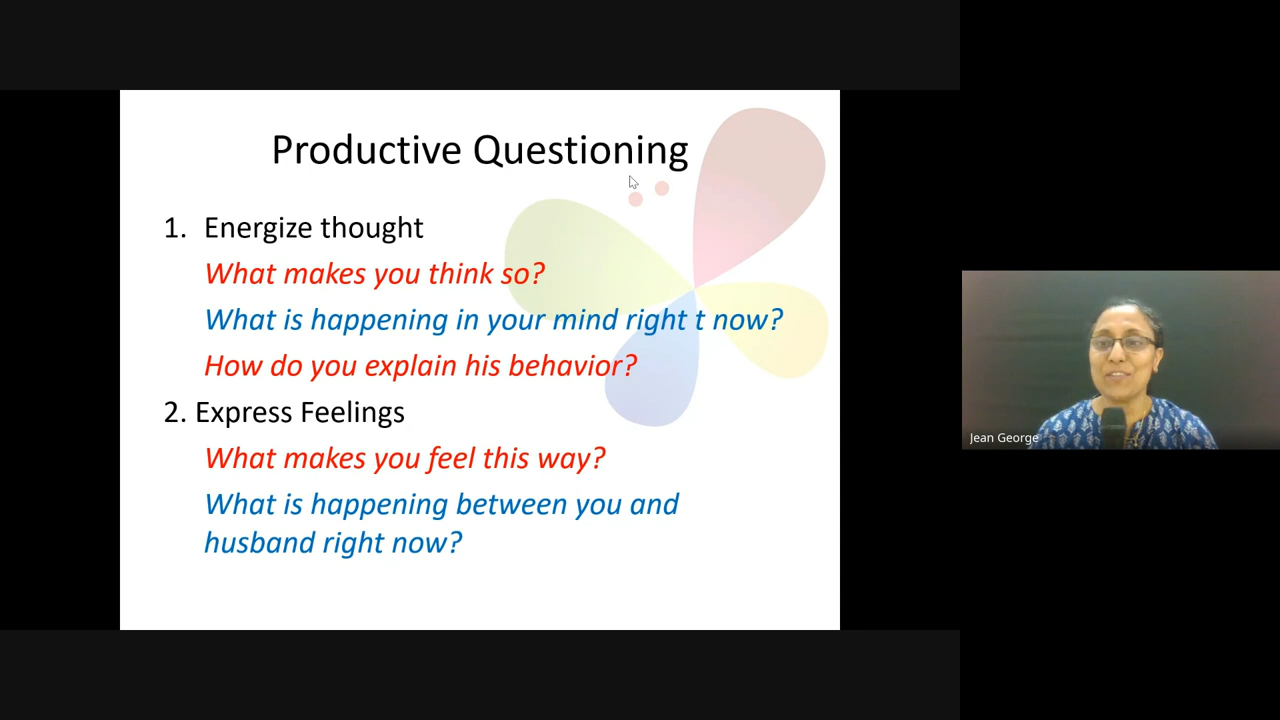 Productive Questioning
1. Energize thought
What makes you think so?
What is happening in your mind right t now?
How do you explain his behavior?
2. Express Feelings
What makes you feel this way?
What is happening between you and
husband right now?
Jean George